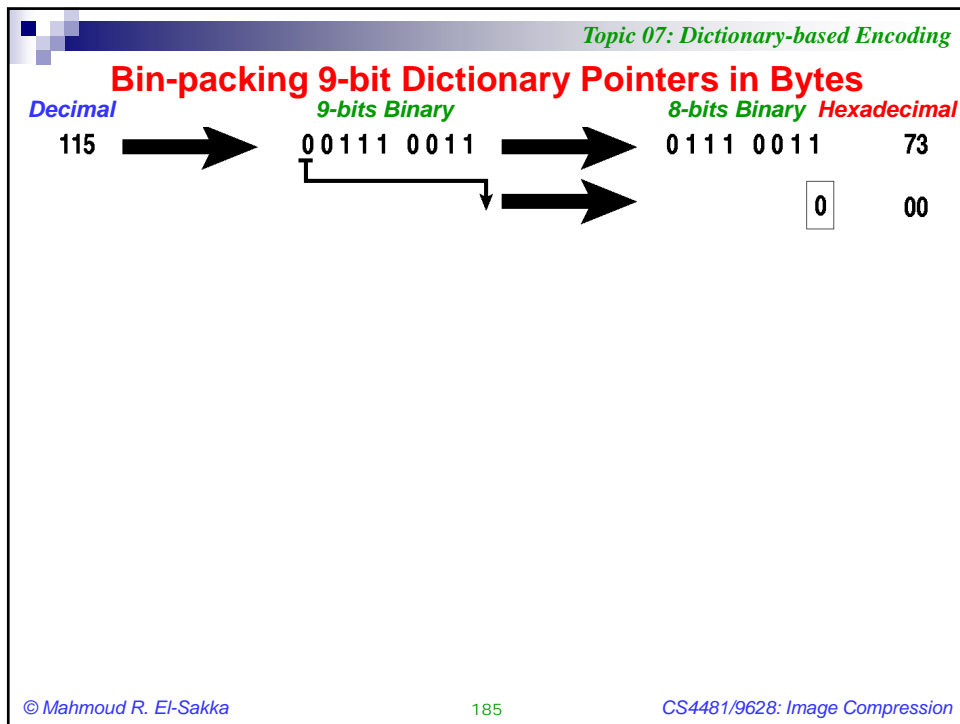 Topic 07: Dictionary-based Encoding
Bin-packing 9-bit Dictionary Pointers in Bytes
Decimal 9-bits Binary 8-bits Binary Hexadecimal
115 0 0 1 1 1 0 0 1 1 0 1 1 1 0 0 1 1 73
0 00
© Mahmoud R. El-Sakka 185 CS4481/9628: Image Compression